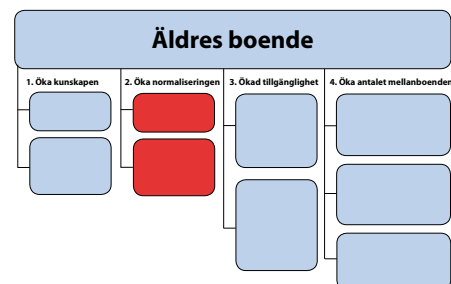 Äldres boende
1. Öka kunskapen
2. Öka normaliseringen
3. Ökad tillgänglighet
4. Öka antalet mellanboenden